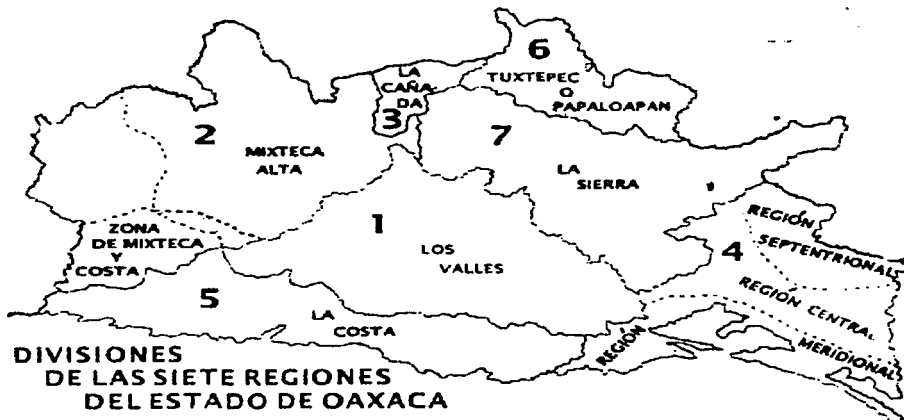 6
TUXTEPEC
O
PAPALOAPAN
LA
CAÑA
DA
3
2
MIXTECA
ALTA
7
LA
SIERRA
ZONA
DE MIXTECA
Y
COSTA
1
LOS
VALLES
4
REGIÓN
SEPTENTRIONALS
REGIÓN CENTRAL
REGIÓN MERIDIONAL
5
LA
COSTA
DIVISIONES
DE LAS SIETE REGIONES
DEL ESTADO DE OAXACA